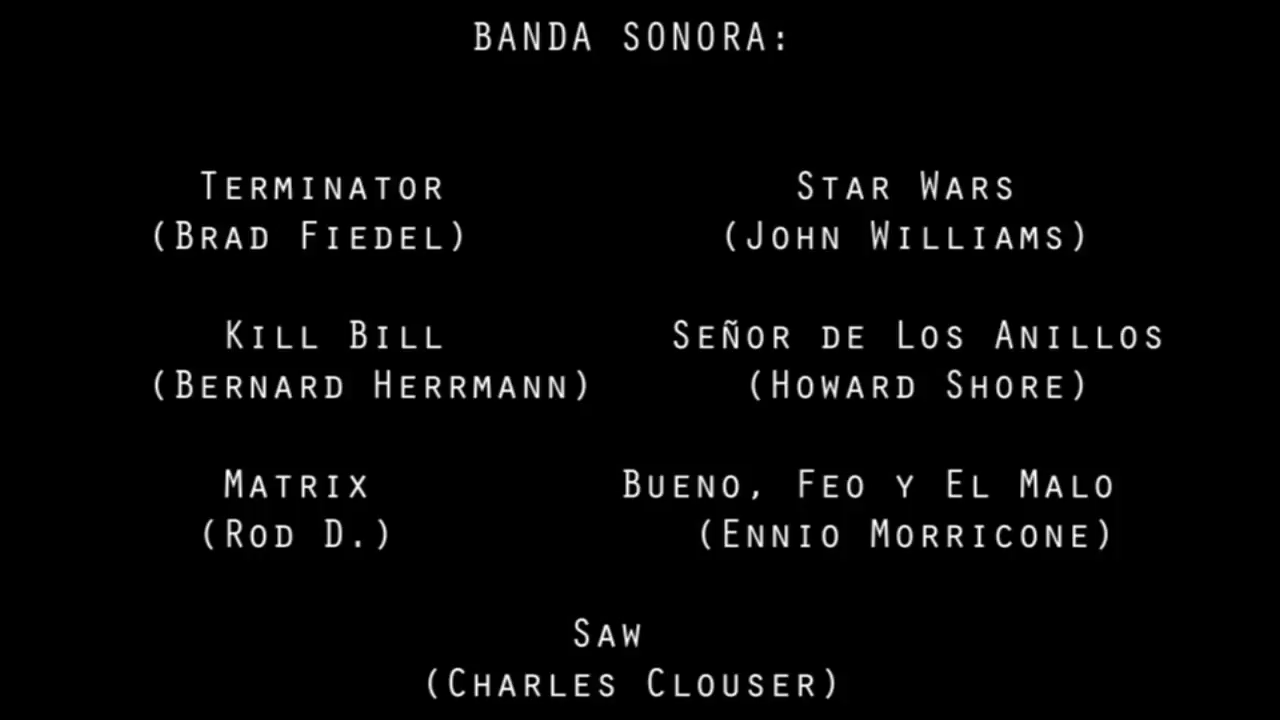 BANDA SONORA:
TERMINATOR
(BRAD FIEDEL)
STAR WARS
(JOHN WILLIAMS)
KILL BILL
(BERNARD HERRMANN)
SEÑOR DE LOS ANILLOS
(HOWARD SHORE)
MATRIX
(ROD D.)
BUENO, FEO Y EL MALO
(ENNIO MORRICONE)
SAW
(CHARLES CLOUSER)